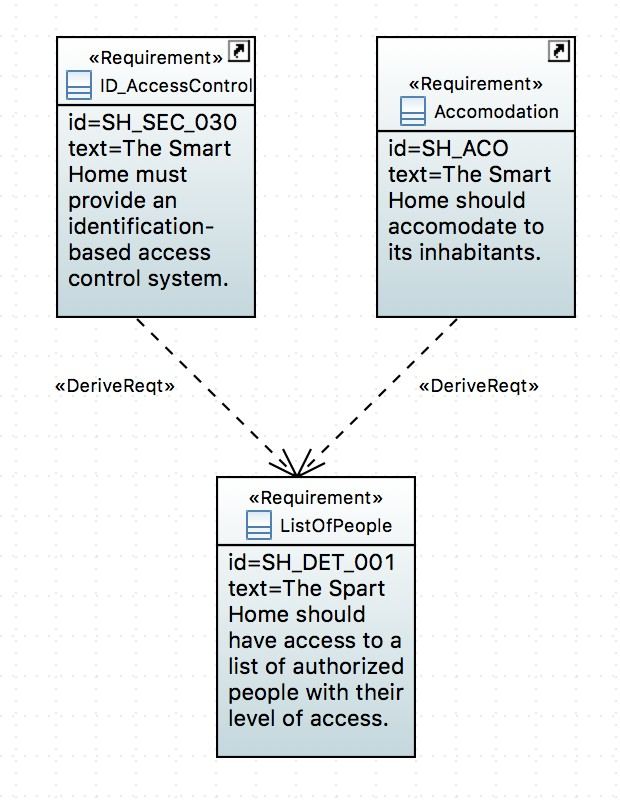 «Requirement»
ID_AccessControl
id=SH_SEC_030
text=The Smart
Home must
provide an
identification-
based access
control system.
«Requirement»
Accomodation
id=SH_ACO
text=The Smart
Home should
accomodate to
its inhabitants.
«DeriveReqt»
«DeriveReqt»
«Requirement»
ListOfPeople
id=SH_DET_001
text=The Spart
Home should
have access to a
list of authorized
people with their
level of access.